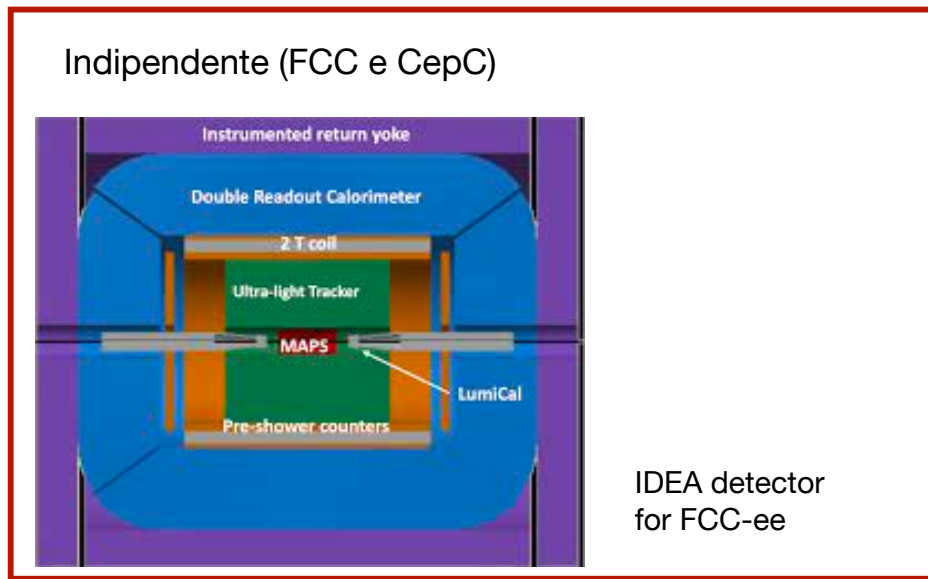 Indipendente (FCC e CepC)
Instrumented return yoke
Double Readout Calorimeter
2 T coil
Ultra-light Tracker
MAPS
LumiCal
Pre-shower counters
IDEA detector
for FCC-ee